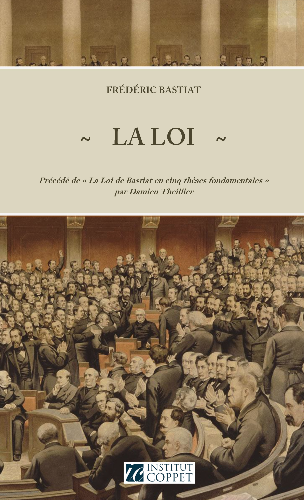 FRÉDÉRIC BASTIAT
~ LA LOI ~
Précédé de « La Loi de Bastiat en cinq thèses fondamentales »
par Damien Theillier
INSTITUT
COPPET